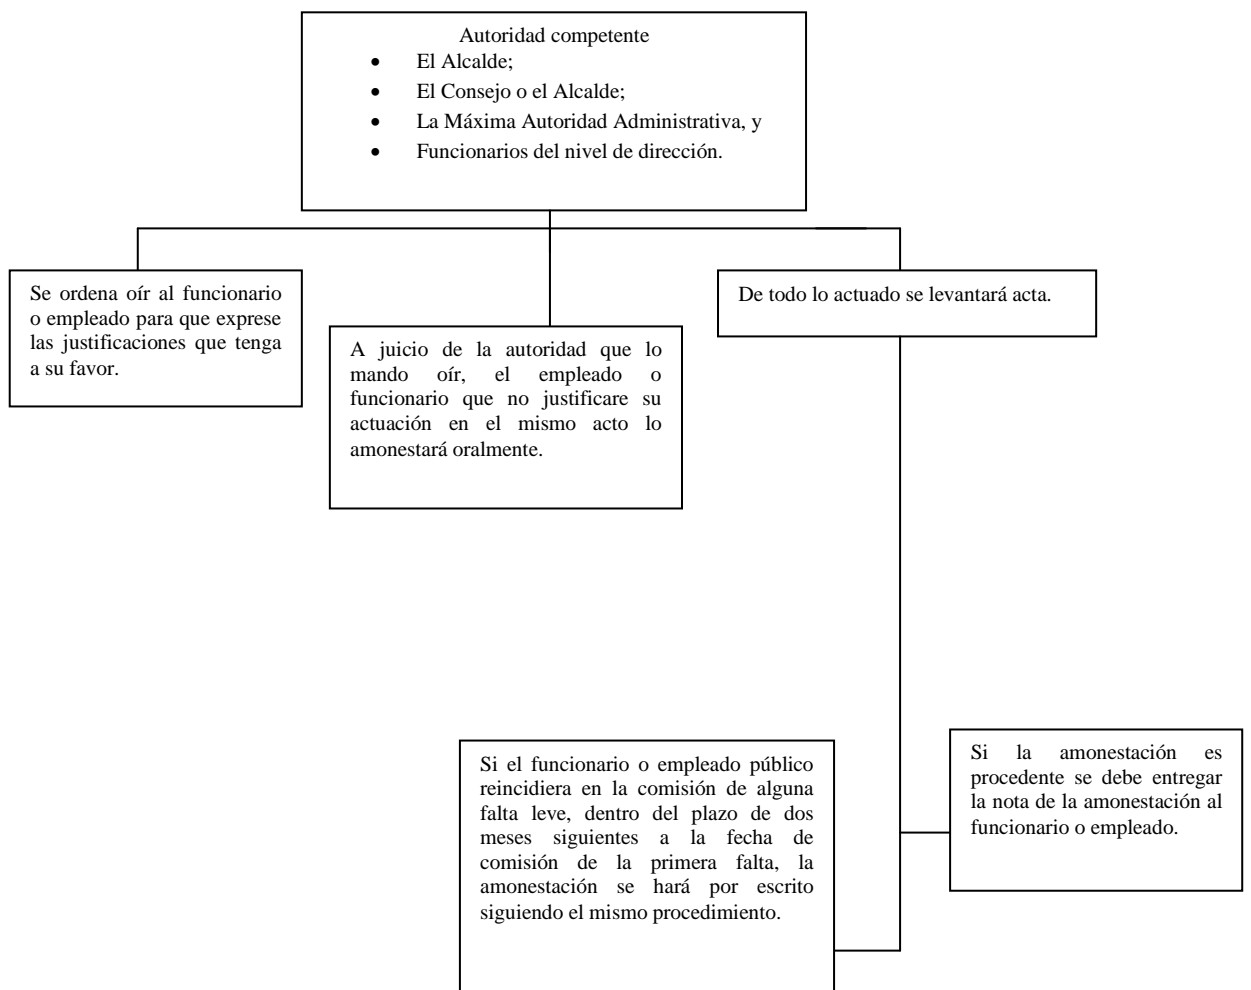 Autoridad competente
• El Alcalde;
• El Consejo o el Alcalde;
• La Máxima Autoridad Administrativa, y
• Funcionarios del nivel de dirección.
Se ordena oír al funcionario
o empleado para que exprese
las justificaciones que tenga
a su favor.
A juicio de la autoridad que lo
mando oír, el empleado o
funcionario que no justificare su
actuación en el mismo acto lo
amonestará oralmente.
De todo lo actuado se levantará acta.
Si el funcionario o empleado público
reincidiera en la comisión de alguna
falta leve, dentro del plazo de dos
meses siguientes a la fecha de
comisión de la primera falta, la
amonestación se hará por escrito
siguiendo el mismo procedimiento.
Si la amonestación es
procedente se debe entregar
la nota de la amonestación al
funcionario o empleado.